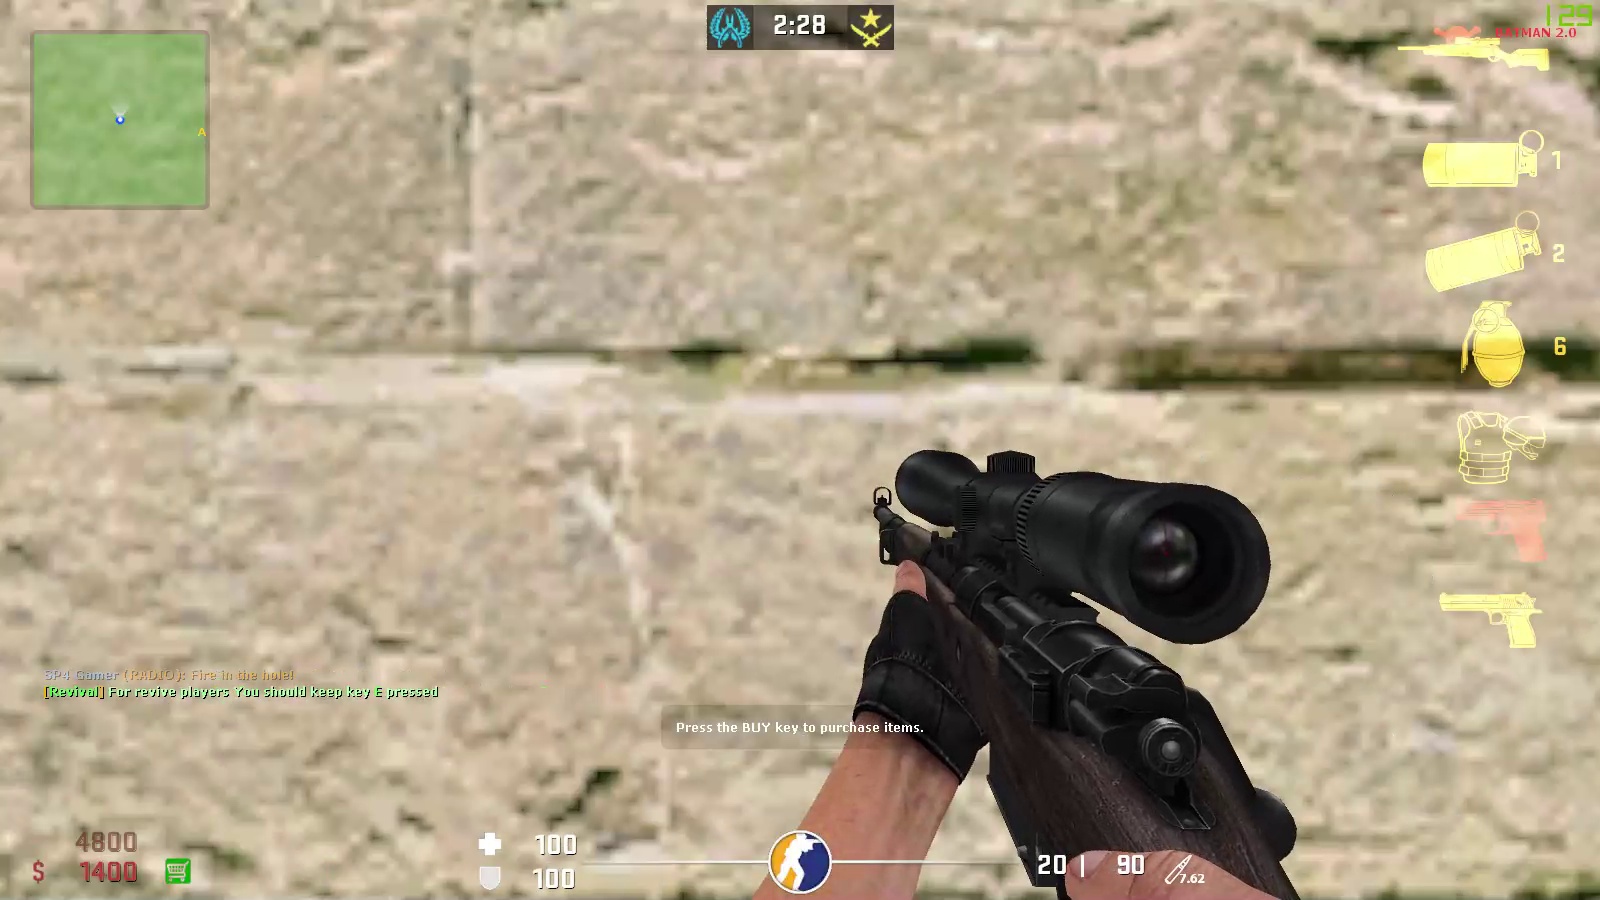 2:28
129
BATMAN 2.0
A
1
2
6
SP4 Gamer (RADIO): Fire in the hole!
[Revival] For revive players You should keep key E pressed
Press the BUY key to purchase items.
4800
$ 1400
100
100
20 | 90
7.62